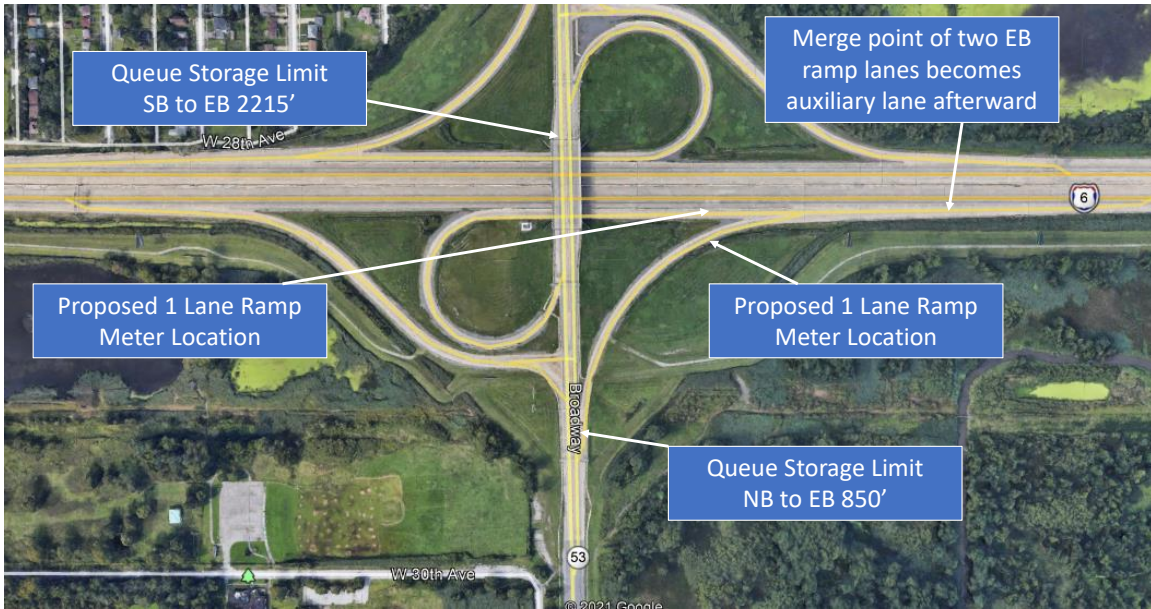 Queue Storage Limit
SB to EB 2215’
Merge point of two EB
ramp lanes becomes
auxiliary lane afterward
W 28th Ave
6
Proposed 1 Lane Ramp
Meter Location
Proposed 1 Lane Ramp
Meter Location
Broadway
Queue Storage Limit
NB to EB 850’
53
W 30th Ave
© 2021 Google